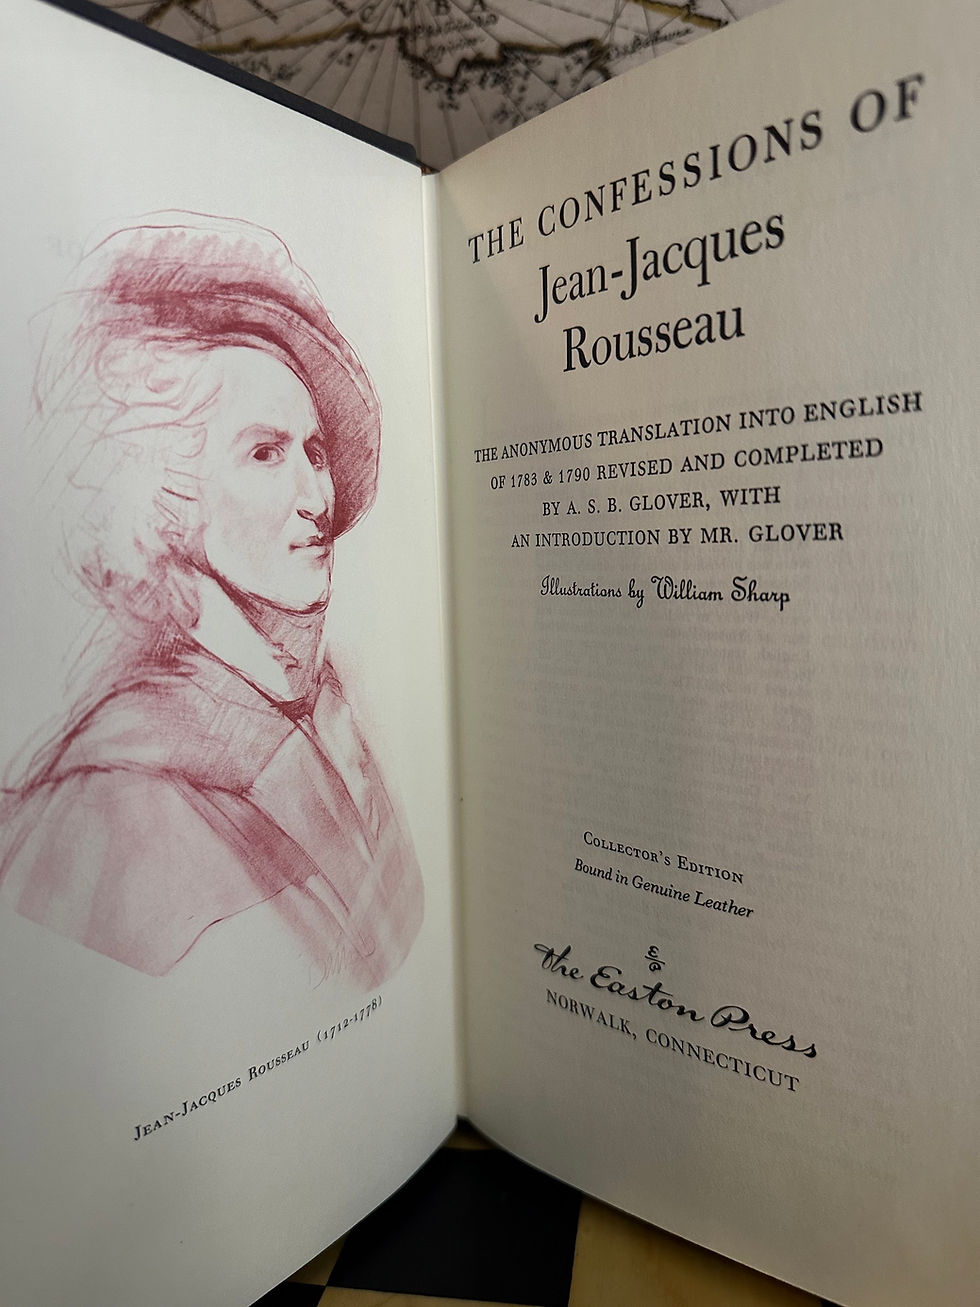 CUBA
JEAN-JACQUES ROUSSEAU (1712-1778)
THE CONFESSIONS OF
Jean-Jacques
Rousseau
THE ANONYMOUS TRANSLATION INTO ENGLISH
OF 1783 & 1790 REVISED AND COMPLETED
BY A. S. B. GLOVER, WITH
AN INTRODUCTION BY MR. GLOVER
Illustrations by William Sharp
COLLECTOR'S EDITION
Bound in Genuine Leather
The Easton Press
NORWALK, CONNECTICUT